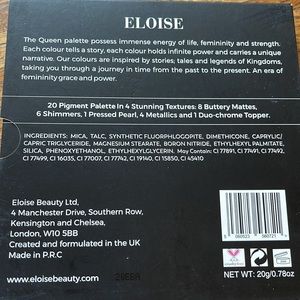 ELOISE
The Queen palette possess immense energy of life, femininity and strength.
Each colour tells a story, each colour holds infinite power and carries a unique
narrative. Our colours are inspired by stories; tales and legends of Kingdoms,
taking you through a journey in time from the past to the present. An era of
femininity grace and power.
20 Pigment Palette In 4 Stunning Textures: 8 Buttery Mattes,
6 Shimmers, 1 Pressed Pearl, 4 Metallics and 1 Duo-chrome Topper.
INGREDIENTS: MICA, TALC, SYNTHETIC FLUORPHLOGOPITE, DIMETHICONE, CAPRYLIC/
CAPRIC TRIGLYCERIDE, MAGNESIUM STEARATE, BORON NITRIDE, ETHYLHEXYL PALMITATE,
SILICA, PHENOXYETHANOL, ETHYLHEXYLGLYCERIN. May Contain: CI 77891, CI 77491, CI 77492,
CI 77499, CI 16035, CI 77007, CI 77742, CI 19140, CI 15850, CI 45410
Eloise Beauty Ltd,
4 Manchester Drive, Southern Row,
Kensington and Chelsea,
London, W10 5BB
Created and formulated in the UK
Made in P.R.C
www.eloisebeauty.com
NET WT: 20g/0.78oz